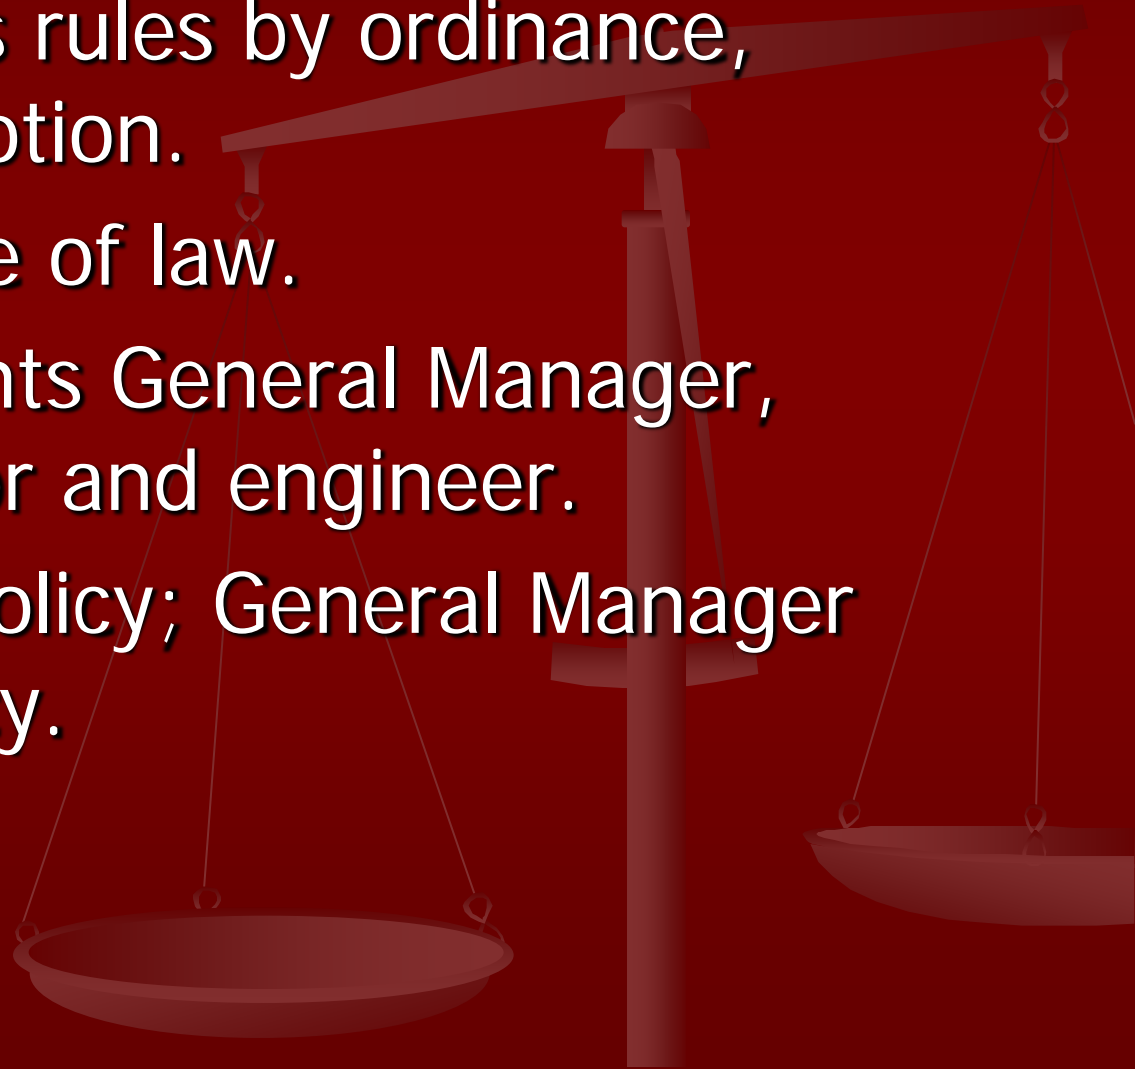 s rules by ordinance,
otion.
e of law.
nts General Manager,
or and engineer.
olicy; General Manager
y.